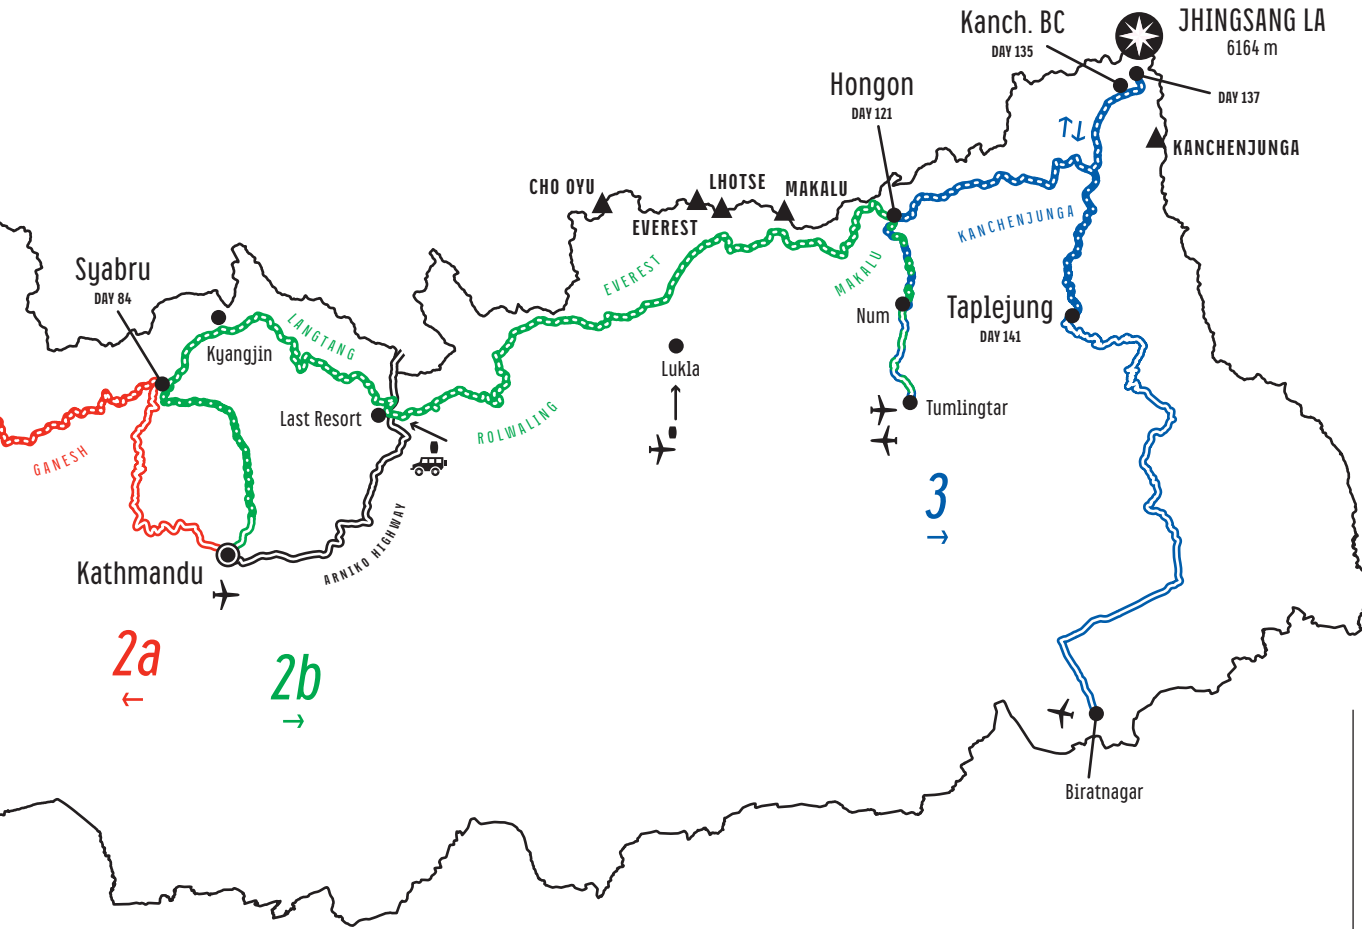 Kanch. BC
DAY 135
JHINGSANG LA
6164 m
DAY 137
Hongon
DAY 121
KANCHENJUNGA
CHO OYU
LHOTSE
MAKALU
EVEREST
KANCHENJUNGA
Syabru
DAY 84
EVEREST
MAKALU
Num
Taplejung
DAY 141
LANGTANG
Kyangjin
Lukla
Last Resort
ROLWALING
Tumlingtar
GANESH
3
ARNIKO HIGHWAY
Kathmandu
2a
2b
Biratnagar